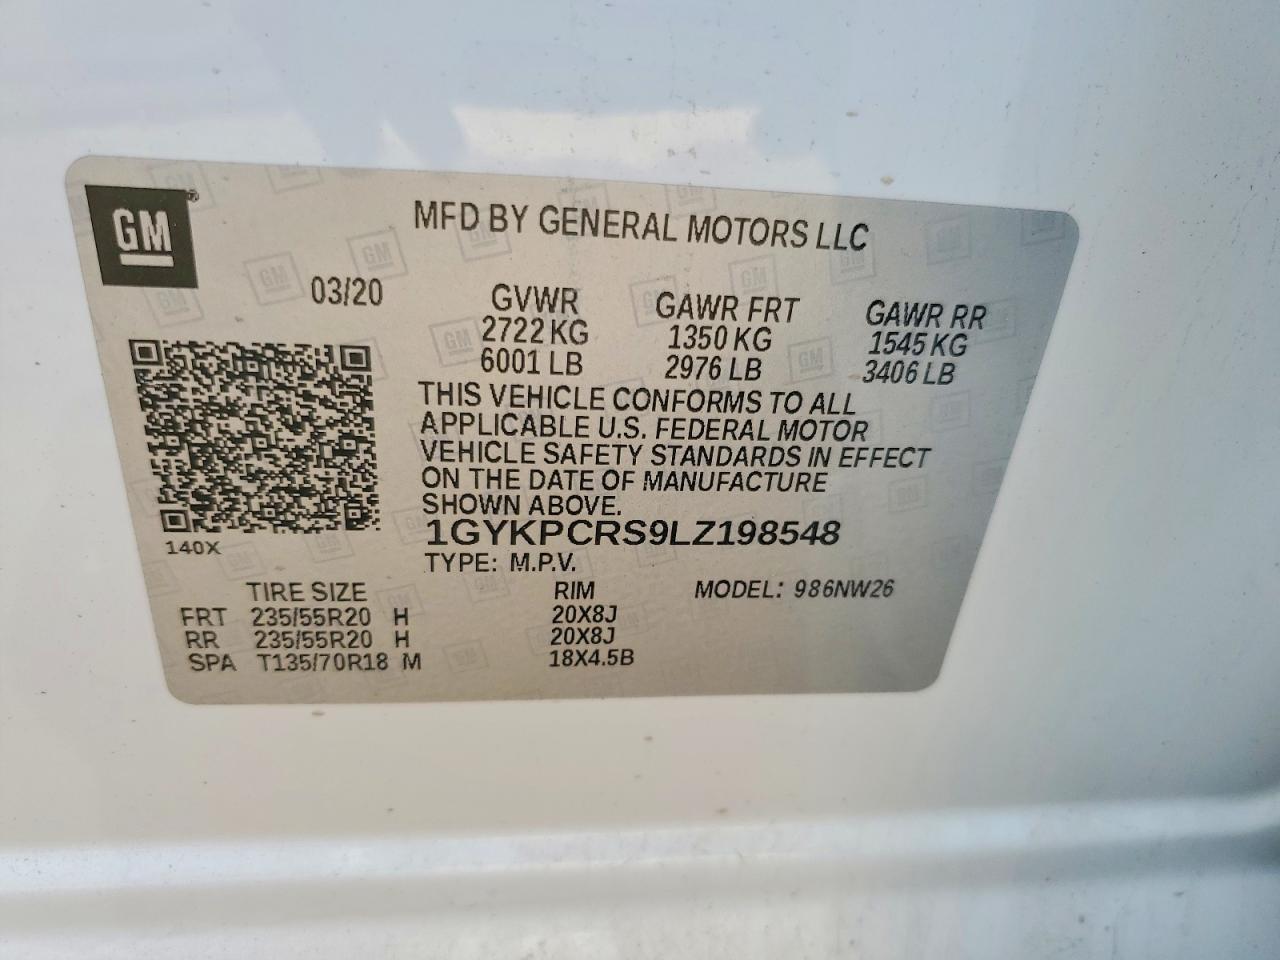 GM®
MFD BY GENERAL MOTORS LLC
03/20
GVWR GAWR FRT GAWR RR
2722 KG 1350 KG 1545 KG
6001 LB 2976 LB 3406 LB
THIS VEHICLE CONFORMS TO ALL
APPLICABLE U.S. FEDERAL MOTOR
VEHICLE SAFETY STANDARDS IN EFFECT
ON THE DATE OF MANUFACTURE
SHOWN ABOVE.
1GYKPCRS9LZ198548
140X
TYPE: M.P.V.
TIRE SIZE RIM MODEL: 986NW26
FRT 235/55R20 H 20X8J
RR 235/55R20 H 20X8J
SPA T135/70R18 M 18X4.5B